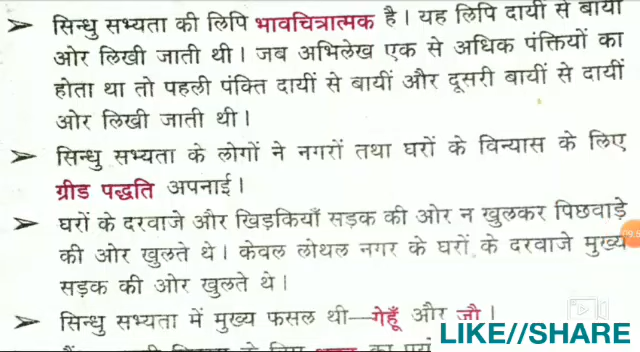 ➢ सिन्धु सभ्यता की लिपि भावचित्रात्मक है। यह लिपि दायीं से बायीं
ओर लिखी जाती थी। जब अभिलेख एक से अधिक पंक्तियों का
होता था तो पहली पंक्ति दायीं से बायीं और दूसरी बायीं से दायीं
ओर लिखी जाती थी।
➢ सिन्धु सभ्यता के लोगों ने नगरों तथा घरों के विन्यास के लिए
ग्रीड पद्धति अपनाई।
➢ घरों के दरवाजे और खिड़कियाँ सड़क की ओर न खुलकर पिछवाड़े
की ओर खुलते थे। केवल लोथल नगर के घरों के दरवाजे मुख्य
सड़क की ओर खुलते थे।
➢ सिन्धु सभ्यता में मुख्य फसल थी—गेहूँ और जौ।
LIKE//SHARE